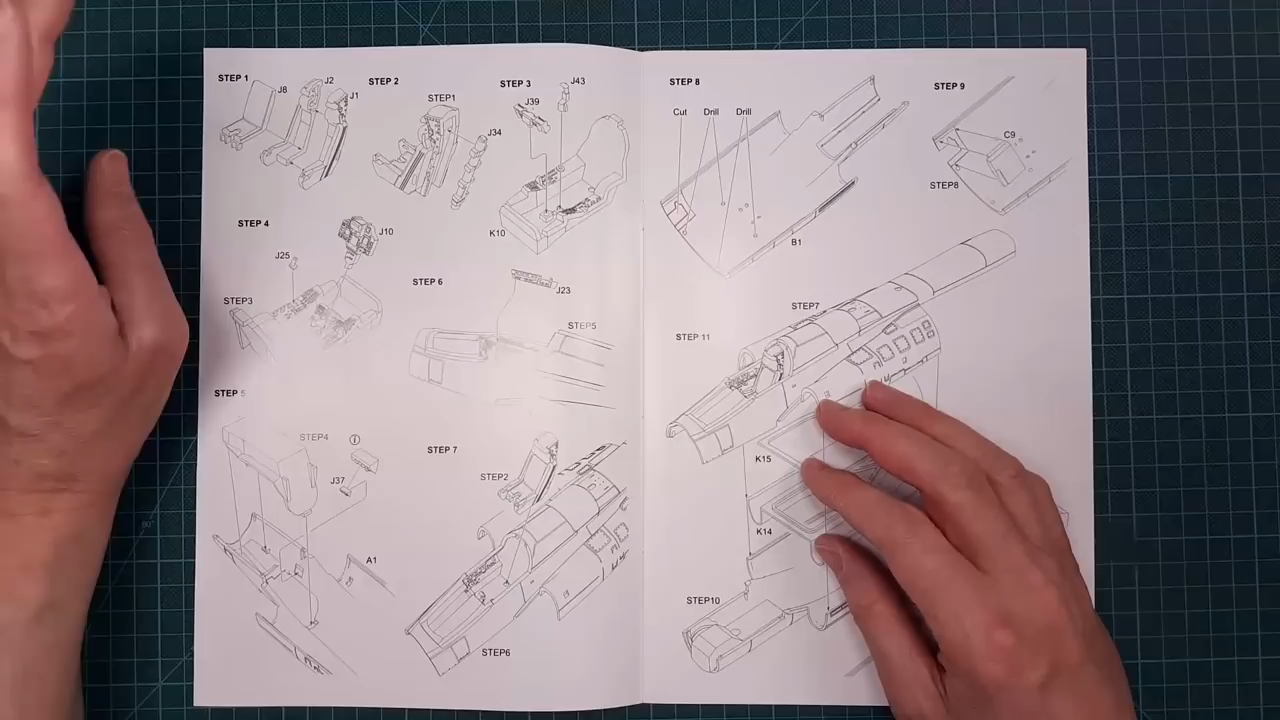 STEP 1
J8
J2
J1
STEP 2
STEP1
J34
STEP 3
J43
J39
K10
STEP 4
J10
J25
STEP3
STEP 6
J23
STEP5
STEP 5
STEP4
i
J37
A1
STEP 7
STEP2
STEP6
STEP 8
Cut
Drill
Drill
B1
STEP 9
C9
STEP8
STEP 11
STEP7
K15
K14
STEP10